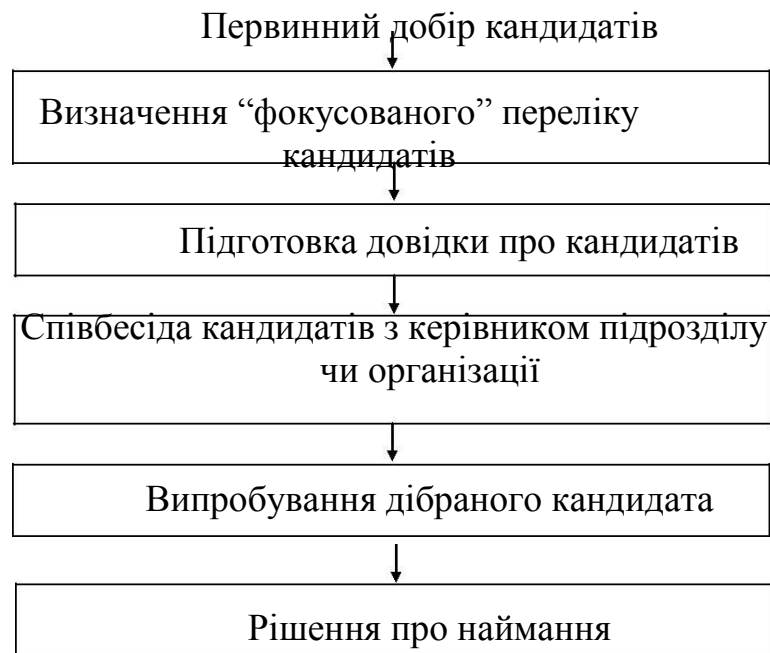 Первинний добір кандидатів
Визначення “фокусованого” переліку
кандидатів
Підготовка довідки про кандидатів
Співбесіда кандидатів з керівником підрозділу
чи організації
Випробування дібраного кандидата
Рішення про наймання